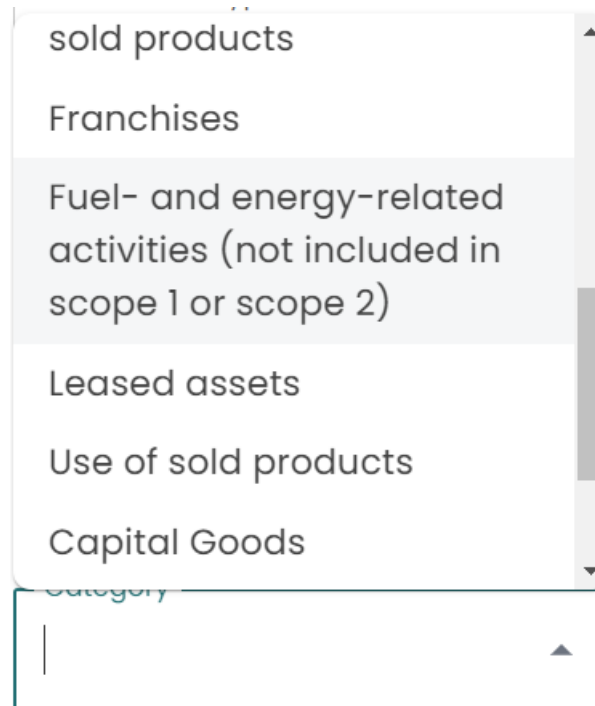 sold products
Franchises
Fuel- and energy-related
activities (not included in
scope 1 or scope 2)
Leased assets
Use of sold products
Capital Goods
Category